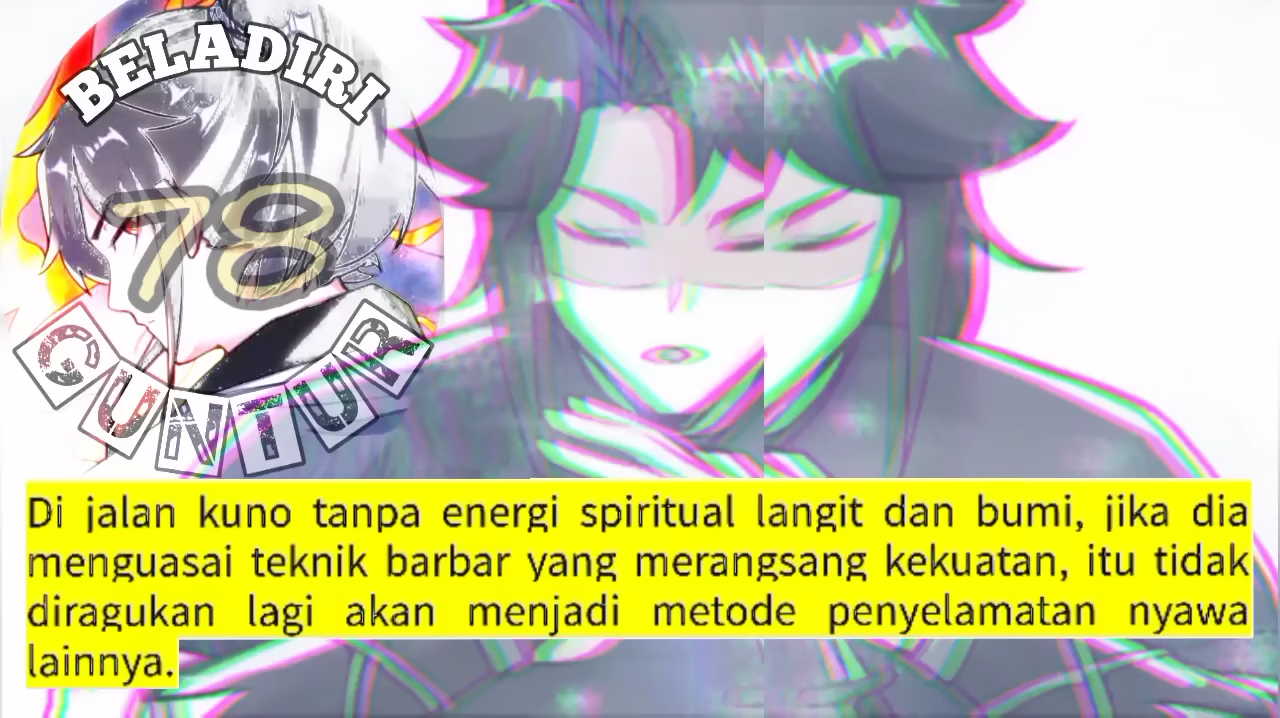 BELADIRI
78
GUNTUR
Di jalan kuno tanpa energi spiritual langit dan bumi, jika dia
menguasai teknik barbar yang merangsang kekuatan, itu tidak
diragukan lagi akan menjadi metode penyelamatan nyawa
lainnya.